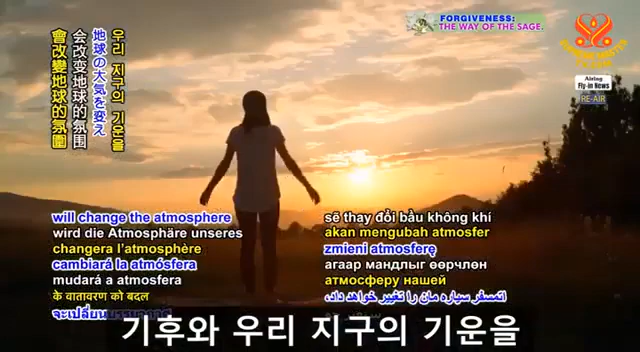 FORGIVENESS:
THE WAY OF THE SAGE.
SUPREME MASTER
Airing
Fly-in News
RE-AIR
우리 지구의 기운을
地球の大気を変え
会改变地球的氛围
會改變地球的氛圍
will change the atmosphere
wird die Atmosphäre unseres
changera l'atmosphère
cambiará la atmósfera
mudará a atmosfera
के वातावरण को बदल
sẽ thay đổi bầu không khí
akan mengubah atmosfer
zmieni atmosferę
агаар мандлыг өөрчлөн
атмосферу нашей
اتمسفر سیاره مان را تغییر خواهد داد،
기후와 우리 지구의 기운을